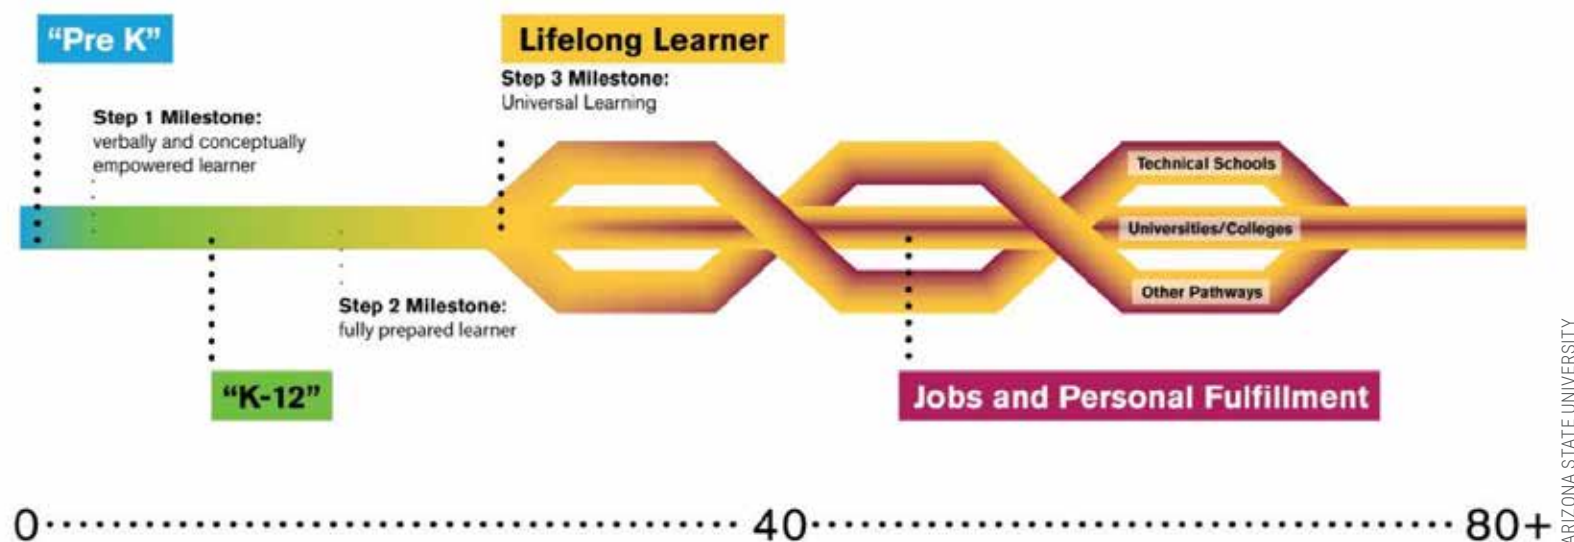 “Pre K”
Lifelong Learner
Step 3 Milestone:
Universal Learning
Step 1 Milestone:
verbally and conceptually
empowered learner
Technical Schools
Universities/Colleges
Other Pathways
Step 2 Milestone:
fully prepared learner
“K-12”
Jobs and Personal Fulfillment
0
40
80+
ARIZONA STATE UNIVERSITY